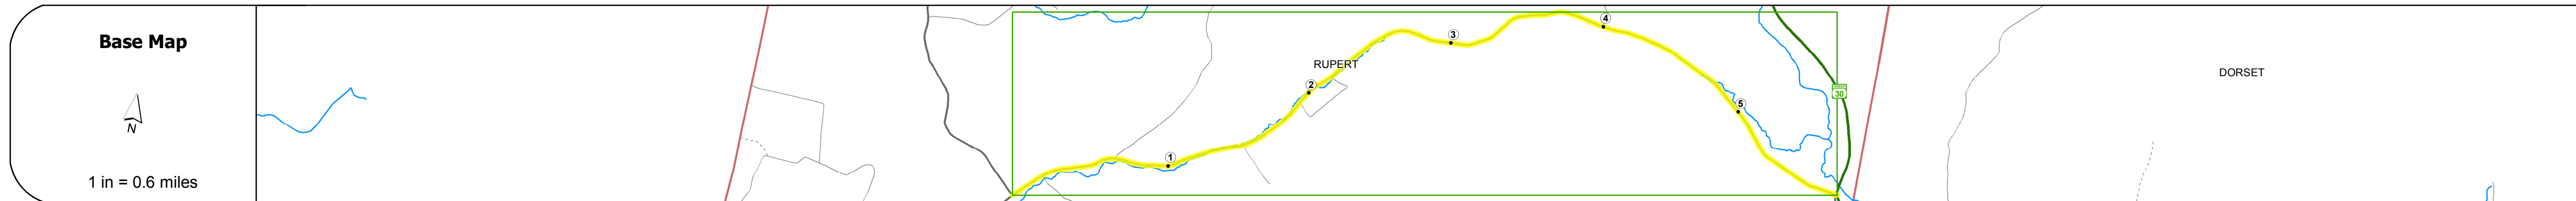 Base Map
N
1 in = 0.6 miles
RUPERT
DORSET
1
2
3
4
5
30